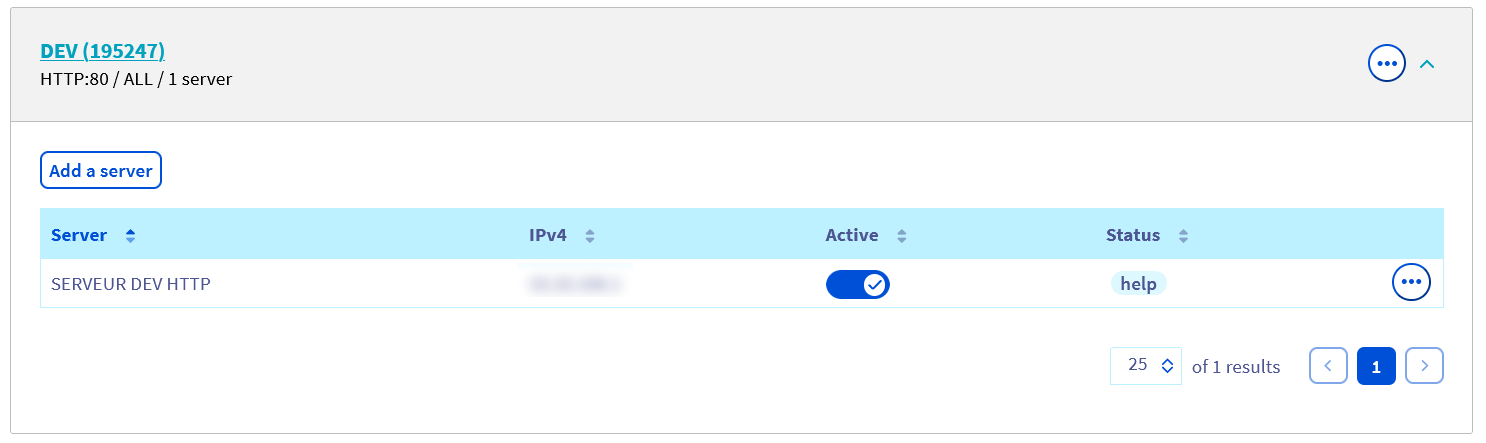 DEV (195247)
HTTP:80 / ALL / 1 server
Add a server
Server IPv4 Active Status
SERVEUR DEV HTTP help
25 of 1 results 1